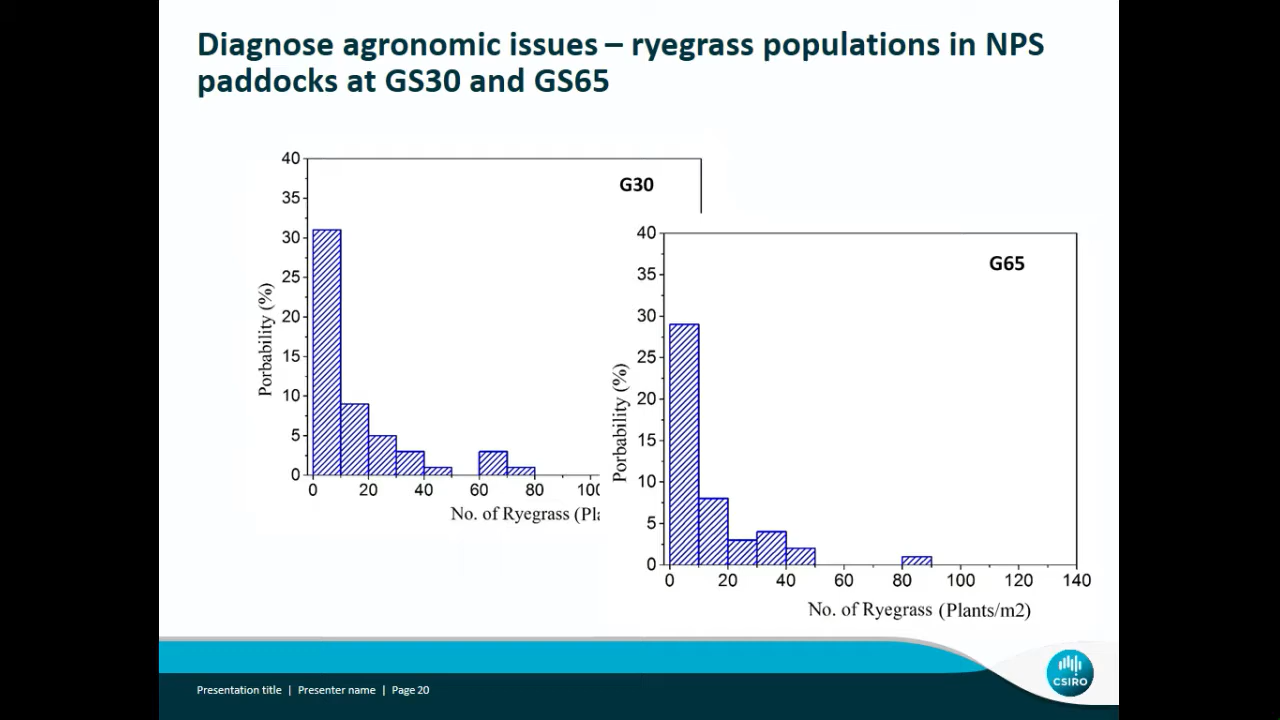 Diagnose agronomic issues – ryegrass populations in NPS
paddocks at GS30 and GS65
40
G30
35
30
25
20
15
10
5
0
Porbability (%)
0 20 40 60 80 100
No. of Ryegrass (Pla
40
G65
35
30
25
20
15
10
5
0
Porbability (%)
0 20 40 60 80 100 120 140
No. of Ryegrass (Plants/m2)
Presentation title | Presenter name | Page 20
CSIRO